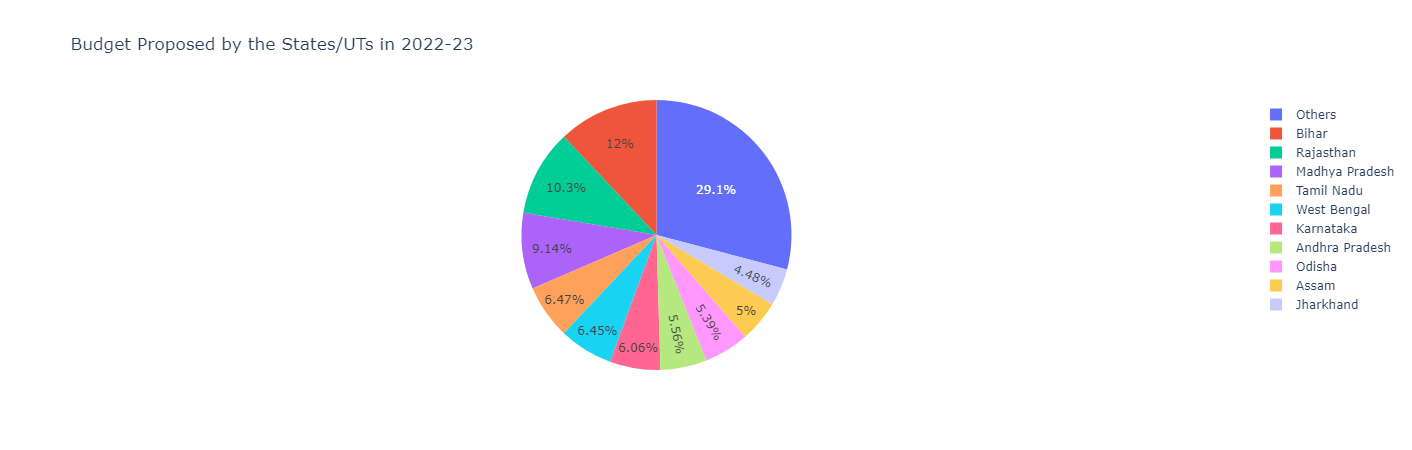 Budget Proposed by the States/UTs in 2022-23
12%
29.1%
10.3%
9.14%
4.48%
6.47%
5%
6.45%
5.39%
5.56%
6.06%
Others
Bihar
Rajasthan
Madhya Pradesh
Tamil Nadu
West Bengal
Karnataka
Andhra Pradesh
Odisha
Assam
Jharkhand